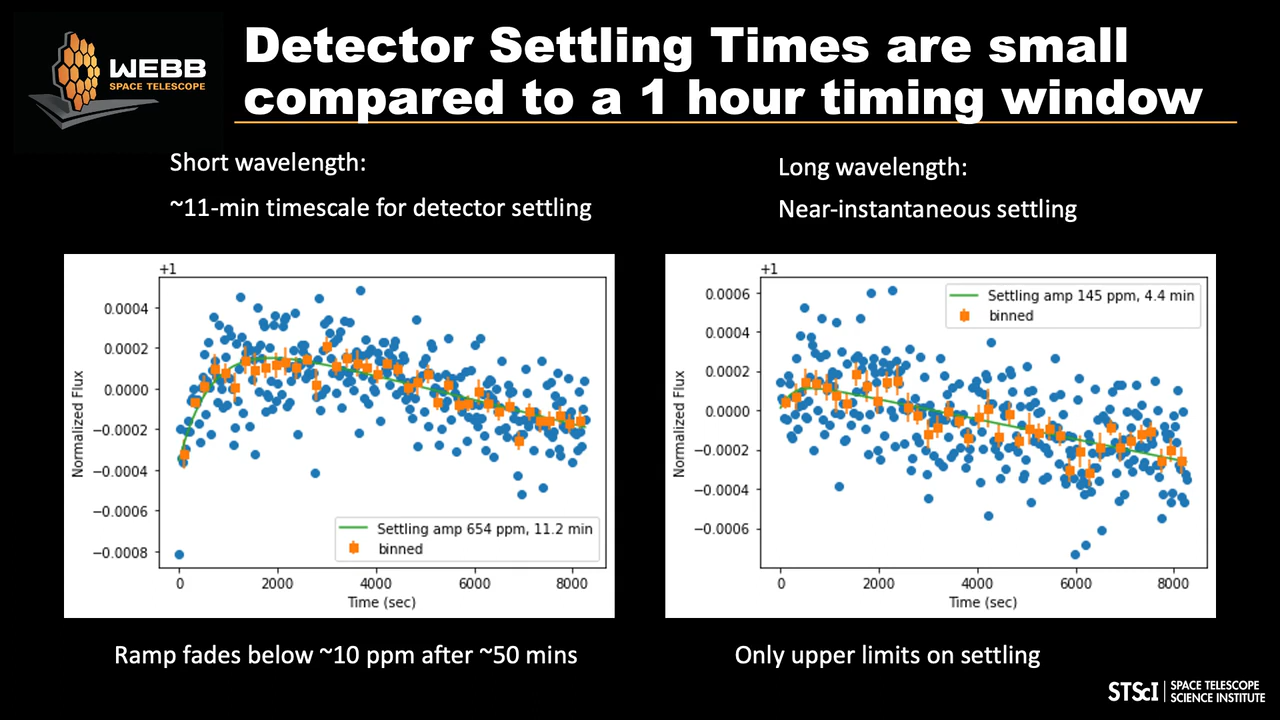 WEBB
SPACE TELESCOPE
Detector Settling Times are small
compared to a 1 hour timing window
Short wavelength:
~11-min timescale for detector settling
Long wavelength:
Near-instantaneous settling
+1
0.0004
0.0002
0.0000
−0.0002
−0.0004
−0.0006
−0.0008
Normalized Flux
Settling amp 654 ppm, 11.2 min
binned
0 2000 4000 6000 8000
Time (sec)
+1
0.0006
0.0004
0.0002
0.0000
−0.0002
−0.0004
−0.0006
Normalized Flux
Settling amp 145 ppm, 4.4 min
binned
0 2000 4000 6000 8000
Time (sec)
Ramp fades below ~10 ppm after ~50 mins
Only upper limits on settling
STScI | SPACE TELESCOPE
SCIENCE INSTITUTE